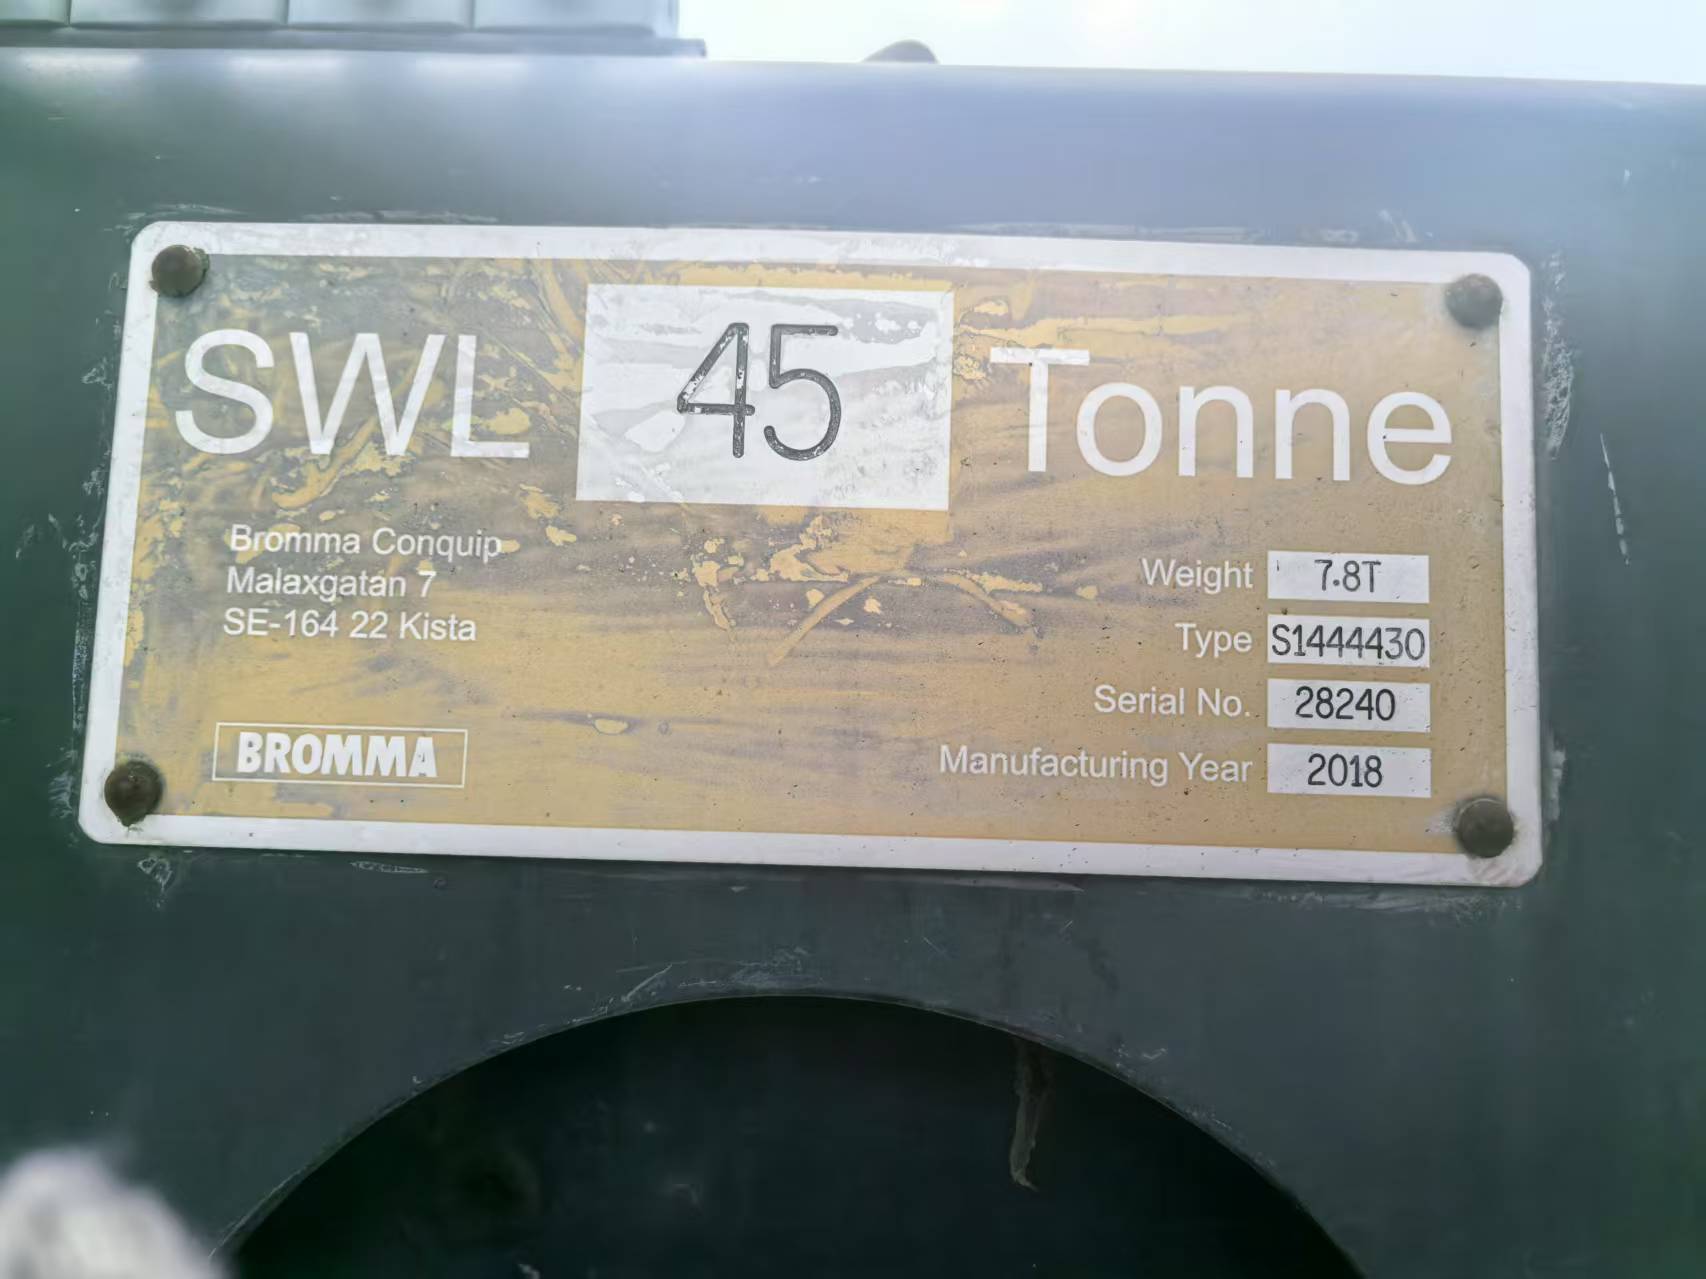 SWL 45 Tonne
Bromma Conquip
Malaxgatan 7
SE-164 22 Kista
BROMMA
Weight 7.8T
Type S1444430
Serial No. 28240
Manufacturing Year 2018